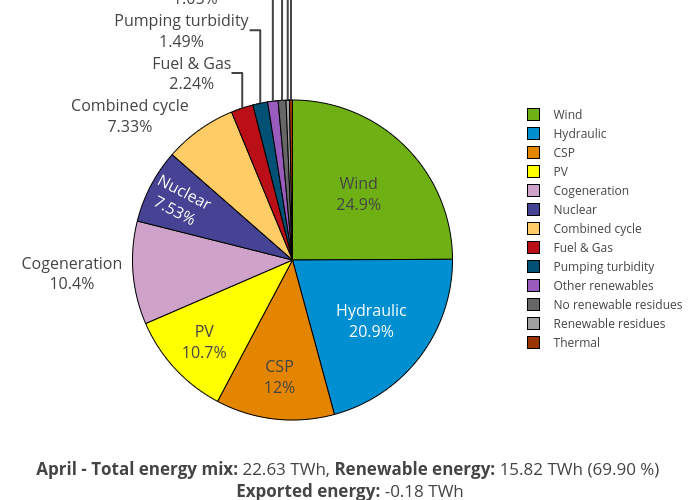 Pumping turbidity
1.49%
Fuel & Gas
2.24%
Combined cycle
7.33%
Nuclear
7.53%
Cogeneration
10.4%
PV
10.7%
CSP
12%
Hydraulic
20.9%
Wind
24.9%
Wind
Hydraulic
CSP
PV
Cogeneration
Nuclear
Combined cycle
Fuel & Gas
Pumping turbidity
Other renewables
No renewable residues
Renewable residues
Thermal
April - Total energy mix: 22.63 TWh, Renewable energy: 15.82 TWh (69.90 %)
Exported energy: -0.18 TWh